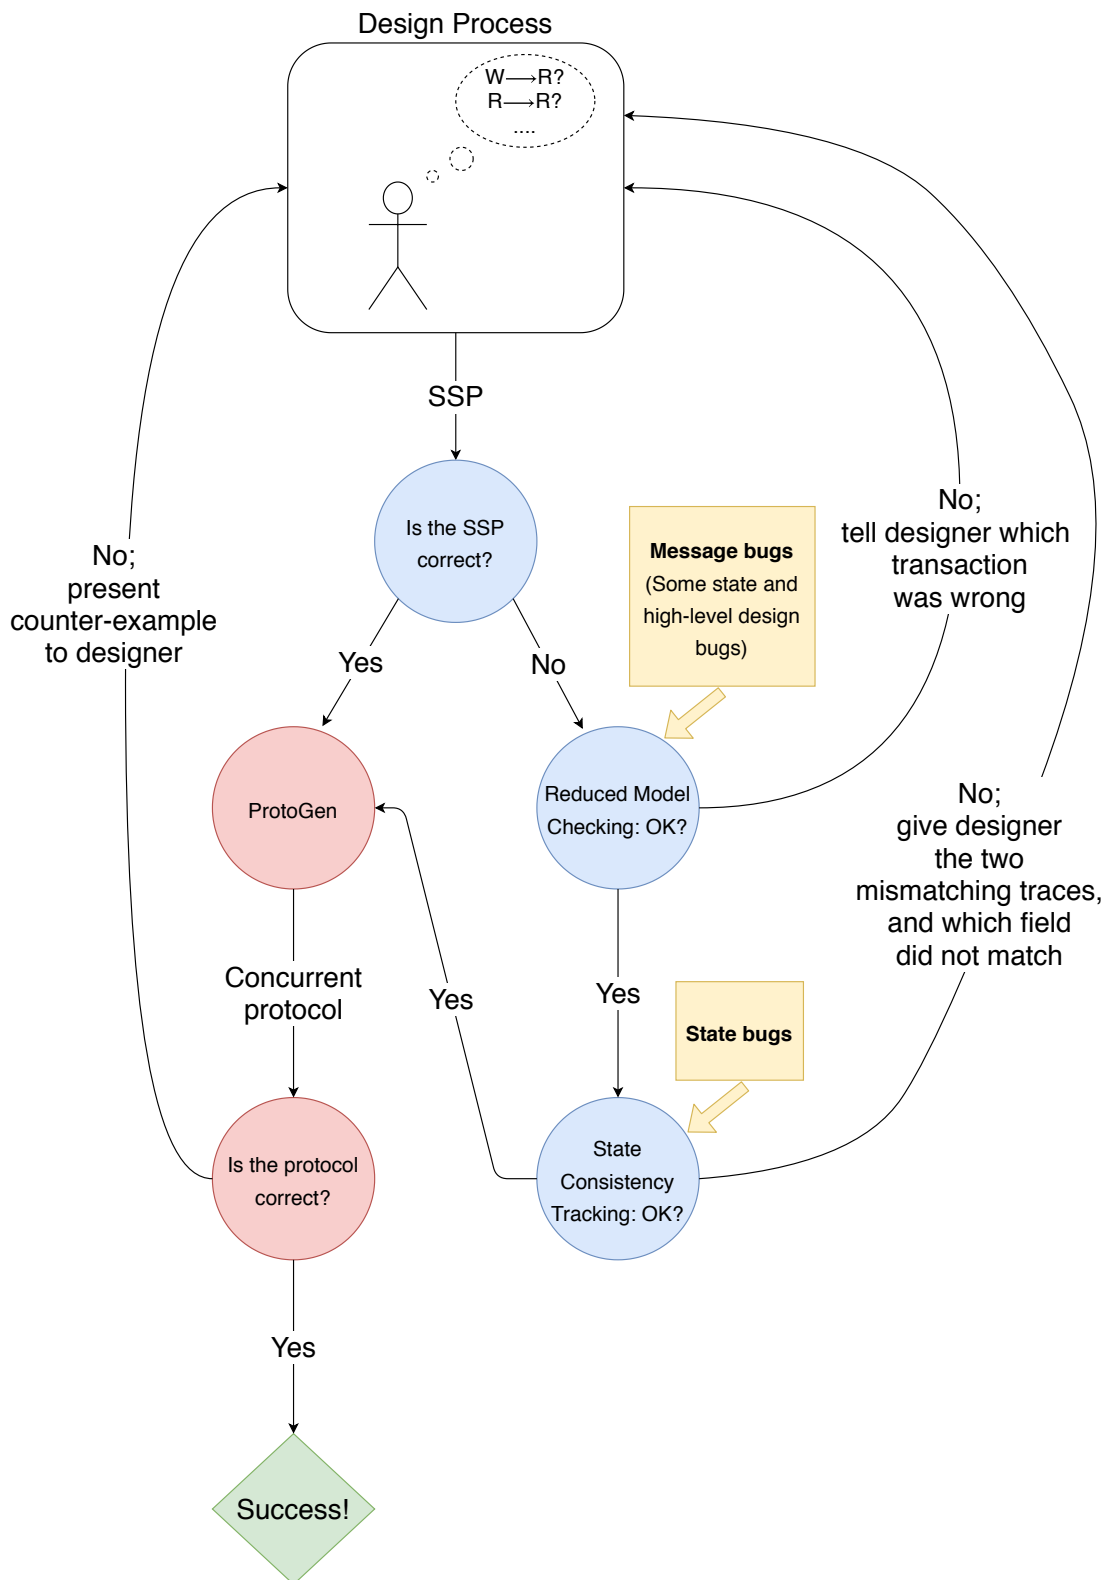 Design Process
W→R?
R→R?
....
SSP
Is the SSP
correct?
Message bugs
(Some state and
high-level design
bugs)
No;
tell designer which
transaction
was wrong
No;
present
counter-example
to designer
Yes
No
ProtoGen
Reduced Model
Checking: OK?
No;
give designer
the two
mismatching traces,
and which field
did not match
Concurrent
protocol
Yes
Yes
State bugs
Is the protocol
correct?
State
Consistency
Tracking: OK?
Yes
Success!